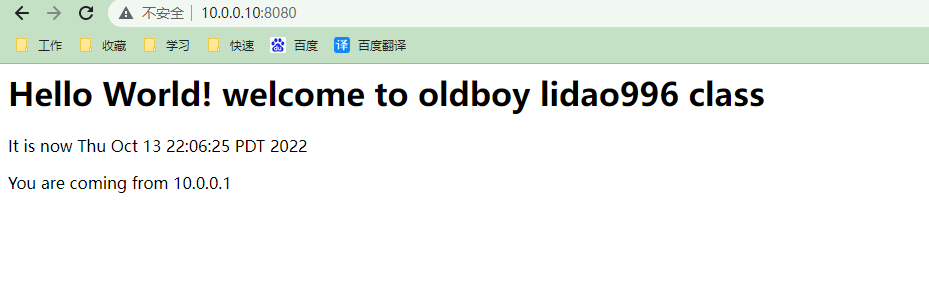 不安全 10.0.0.10:8080
工作 收藏 学习 快速 百度 译 百度翻译
Hello World! welcome to oldboy lidao996 class
It is now Thu Oct 13 22:06:25 PDT 2022
You are coming from 10.0.0.1